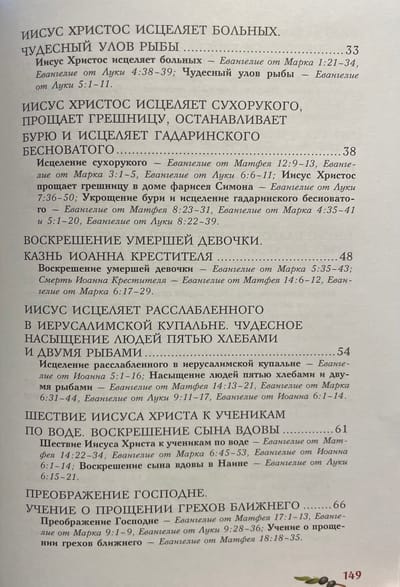 ИИСУС ХРИСТОС ИСЦЕЛЯЕТ БОЛЬНЫХ.
ЧУДЕСНЫЙ УЛОВ РЫБЫ ..... 33
Иисус Христос исцеляет больных – Евангелие от Марка 1:21–34,
Евангелие от Луки 4:38–39; Чудесный улов рыбы – Евангелие
от Луки 5:1–11.
ИИСУС ХРИСТОС ИСЦЕЛЯЕТ СУХОРУКОГО,
ПРОЩАЕТ ГРЕШНИЦУ, ОСТАНАВЛИВАЕТ
БУРЮ И ИСЦЕЛЯЕТ ГАДАРИНСКОГО
БЕСНОВАТОГО ..... 38
Исцеление сухорукого – Евангелие от Матфея 12:9–13, Еванге-
лие от Марка 3:1–5, Евангелие от Луки 6:6–11; Иисус Христос
прощает грешницу в доме фарисея Симона – Евангелие от Луки
7:36–50; Укрощение бури и исцеление гадаринского бесновато-
го – Евангелие от Матфея 8:23–31, Евангелие от Марка 4:35–41
и 5:1–20, Евангелие от Луки 8:22–39.
ВОСКРЕШЕНИЕ УМЕРШЕЙ ДЕВОЧКИ.
КАЗНЬ ИОАННА КРЕСТИТЕЛЯ ..... 48
Воскрешение умершей девочки – Евангелие от Марка 5:35–43;
Смерть Иоанна Крестителя – Евангелие от Матфея 14:6–12, Еван-
гелие от Марка 6:17–29.
ИИСУС ИСЦЕЛЯЕТ РАССЛАБЛЕННОГО
В ИЕРУСАЛИМСКОЙ КУПАЛЬНЕ. ЧУДЕСНОЕ
НАСЫЩЕНИЕ ЛЮДЕЙ ПЯТЬЮ ХЛЕБАМИ
И ДВУМЯ РЫБАМИ ..... 54
Исцеление расслабленного в иерусалимской купальне – Еванге-
лие от Иоанна 5:1–16; Насыщение людей пятью хлебами и дву-
мя рыбами – Евангелие от Матфея 14:13–21, Евангелие от Марка
6:31–44, Евангелие от Луки 9:11–17, Евангелие от Иоанна 6:1–14.
ШЕСТВИЕ ИИСУСА ХРИСТА К УЧЕНИКАМ
ПО ВОДЕ. ВОСКРЕШЕНИЕ СЫНА ВДОВЫ ..... 61
Шествие Иисуса Христа к ученикам по воде – Евангелие от Мат-
фея 14:22–34, Евангелие от Марка 6:45–53, Евангелие от Иоанна
6:1–14; Воскрешение сына вдовы в Наине – Евангелие от Луки
6:15–21.
ПРЕОБРАЖЕНИЕ ГОСПОДНЕ.
УЧЕНИЕ О ПРОЩЕНИИ ГРЕХОВ БЛИЖНЕГО ..... 66
Преображение Господне – Евангелие от Матфея 17:1–13, Еванге-
лие от Марка 9:1–9, Евангелие от Луки 9:28–36; Учение о проще-
нии грехов ближнего – Евангелие от Матфея 18:18–35.
149